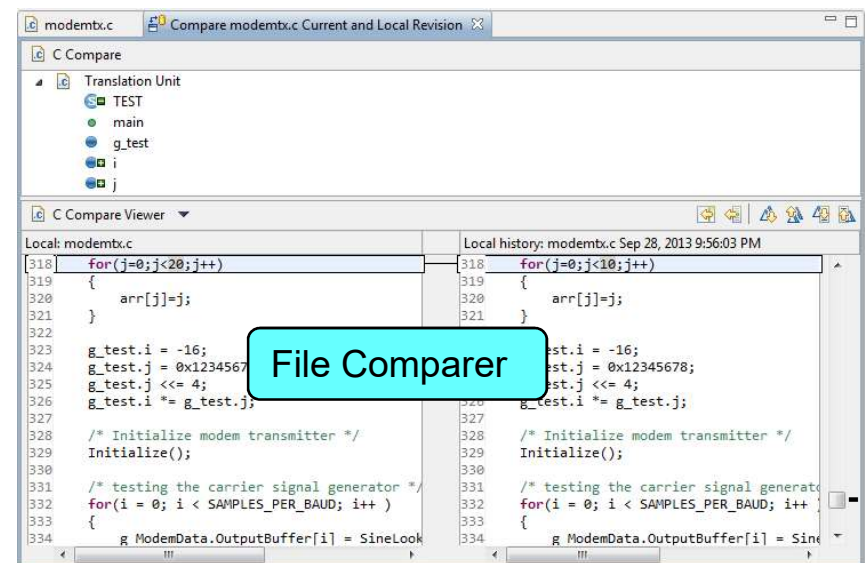 modemtx.c Compare modemtx.c Current and Local Revision
C Compare
Translation Unit
TEST
main
g_test
i
j
C Compare Viewer
Local: modemtx.c
318 for(j=0;j<20;j++)
319 {
320 arr[j]=j;
321 }
322
323 g_test.i = -16;
324 g_test.j = 0x1234567
325 g_test.j <<= 4;
326 g_test.i *= g_test.j;
327
328 /* Initialize modem transmitter */
329 Initialize();
330
331 /* testing the carrier signal generator */
332 for(i = 0; i < SAMPLES_PER_BAUD; i++ )
333 {
334 g_ModemData.OutputBuffer[i] = SineLook
Local history: modemtx.c Sep 28, 2013 9:56:03 PM
318 for(j=0;j<10;j++)
319 {
320 arr[j]=j;
321 }
est.i = -16;
est.j = 0x12345678;
est.j <<= 4;
326 g_test.i *= g_test.j;
327
328 /* Initialize modem transmitter */
329 Initialize();
330
331 /* testing the carrier signal generato
332 for(i = 0; i < SAMPLES_PER_BAUD; i++ )
333 {
334 g_ModemData.OutputBuffer[i] = Sine
File Comparer